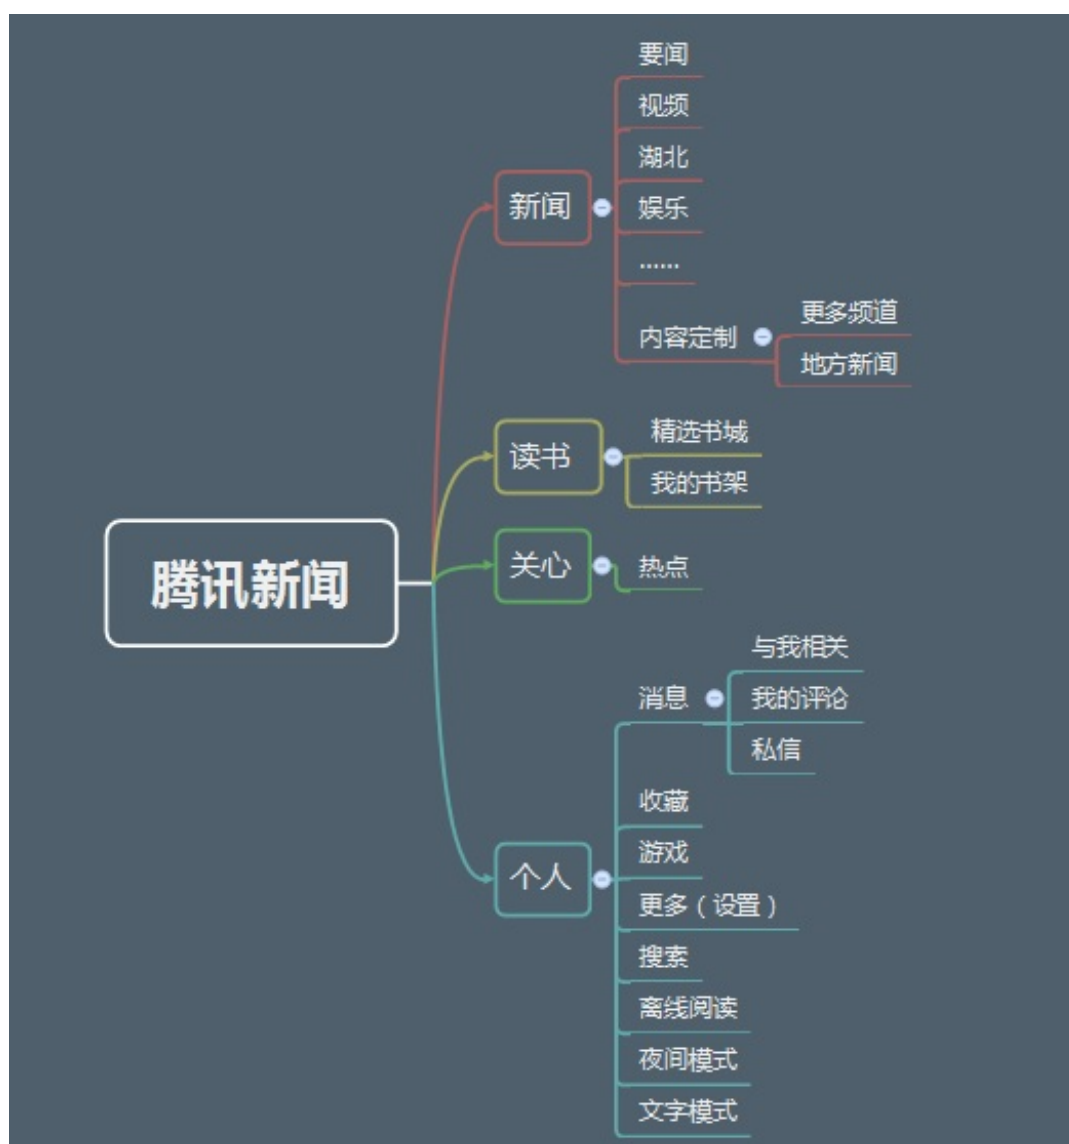 腾讯新闻
新闻
要闻
视频
湖北
娱乐
……
内容定制
更多频道
地方新闻
读书
精选书城
我的书架
关心
热点
个人
消息
与我相关
我的评论
私信
收藏
游戏
更多（设置）
搜索
离线阅读
夜间模式
文字模式